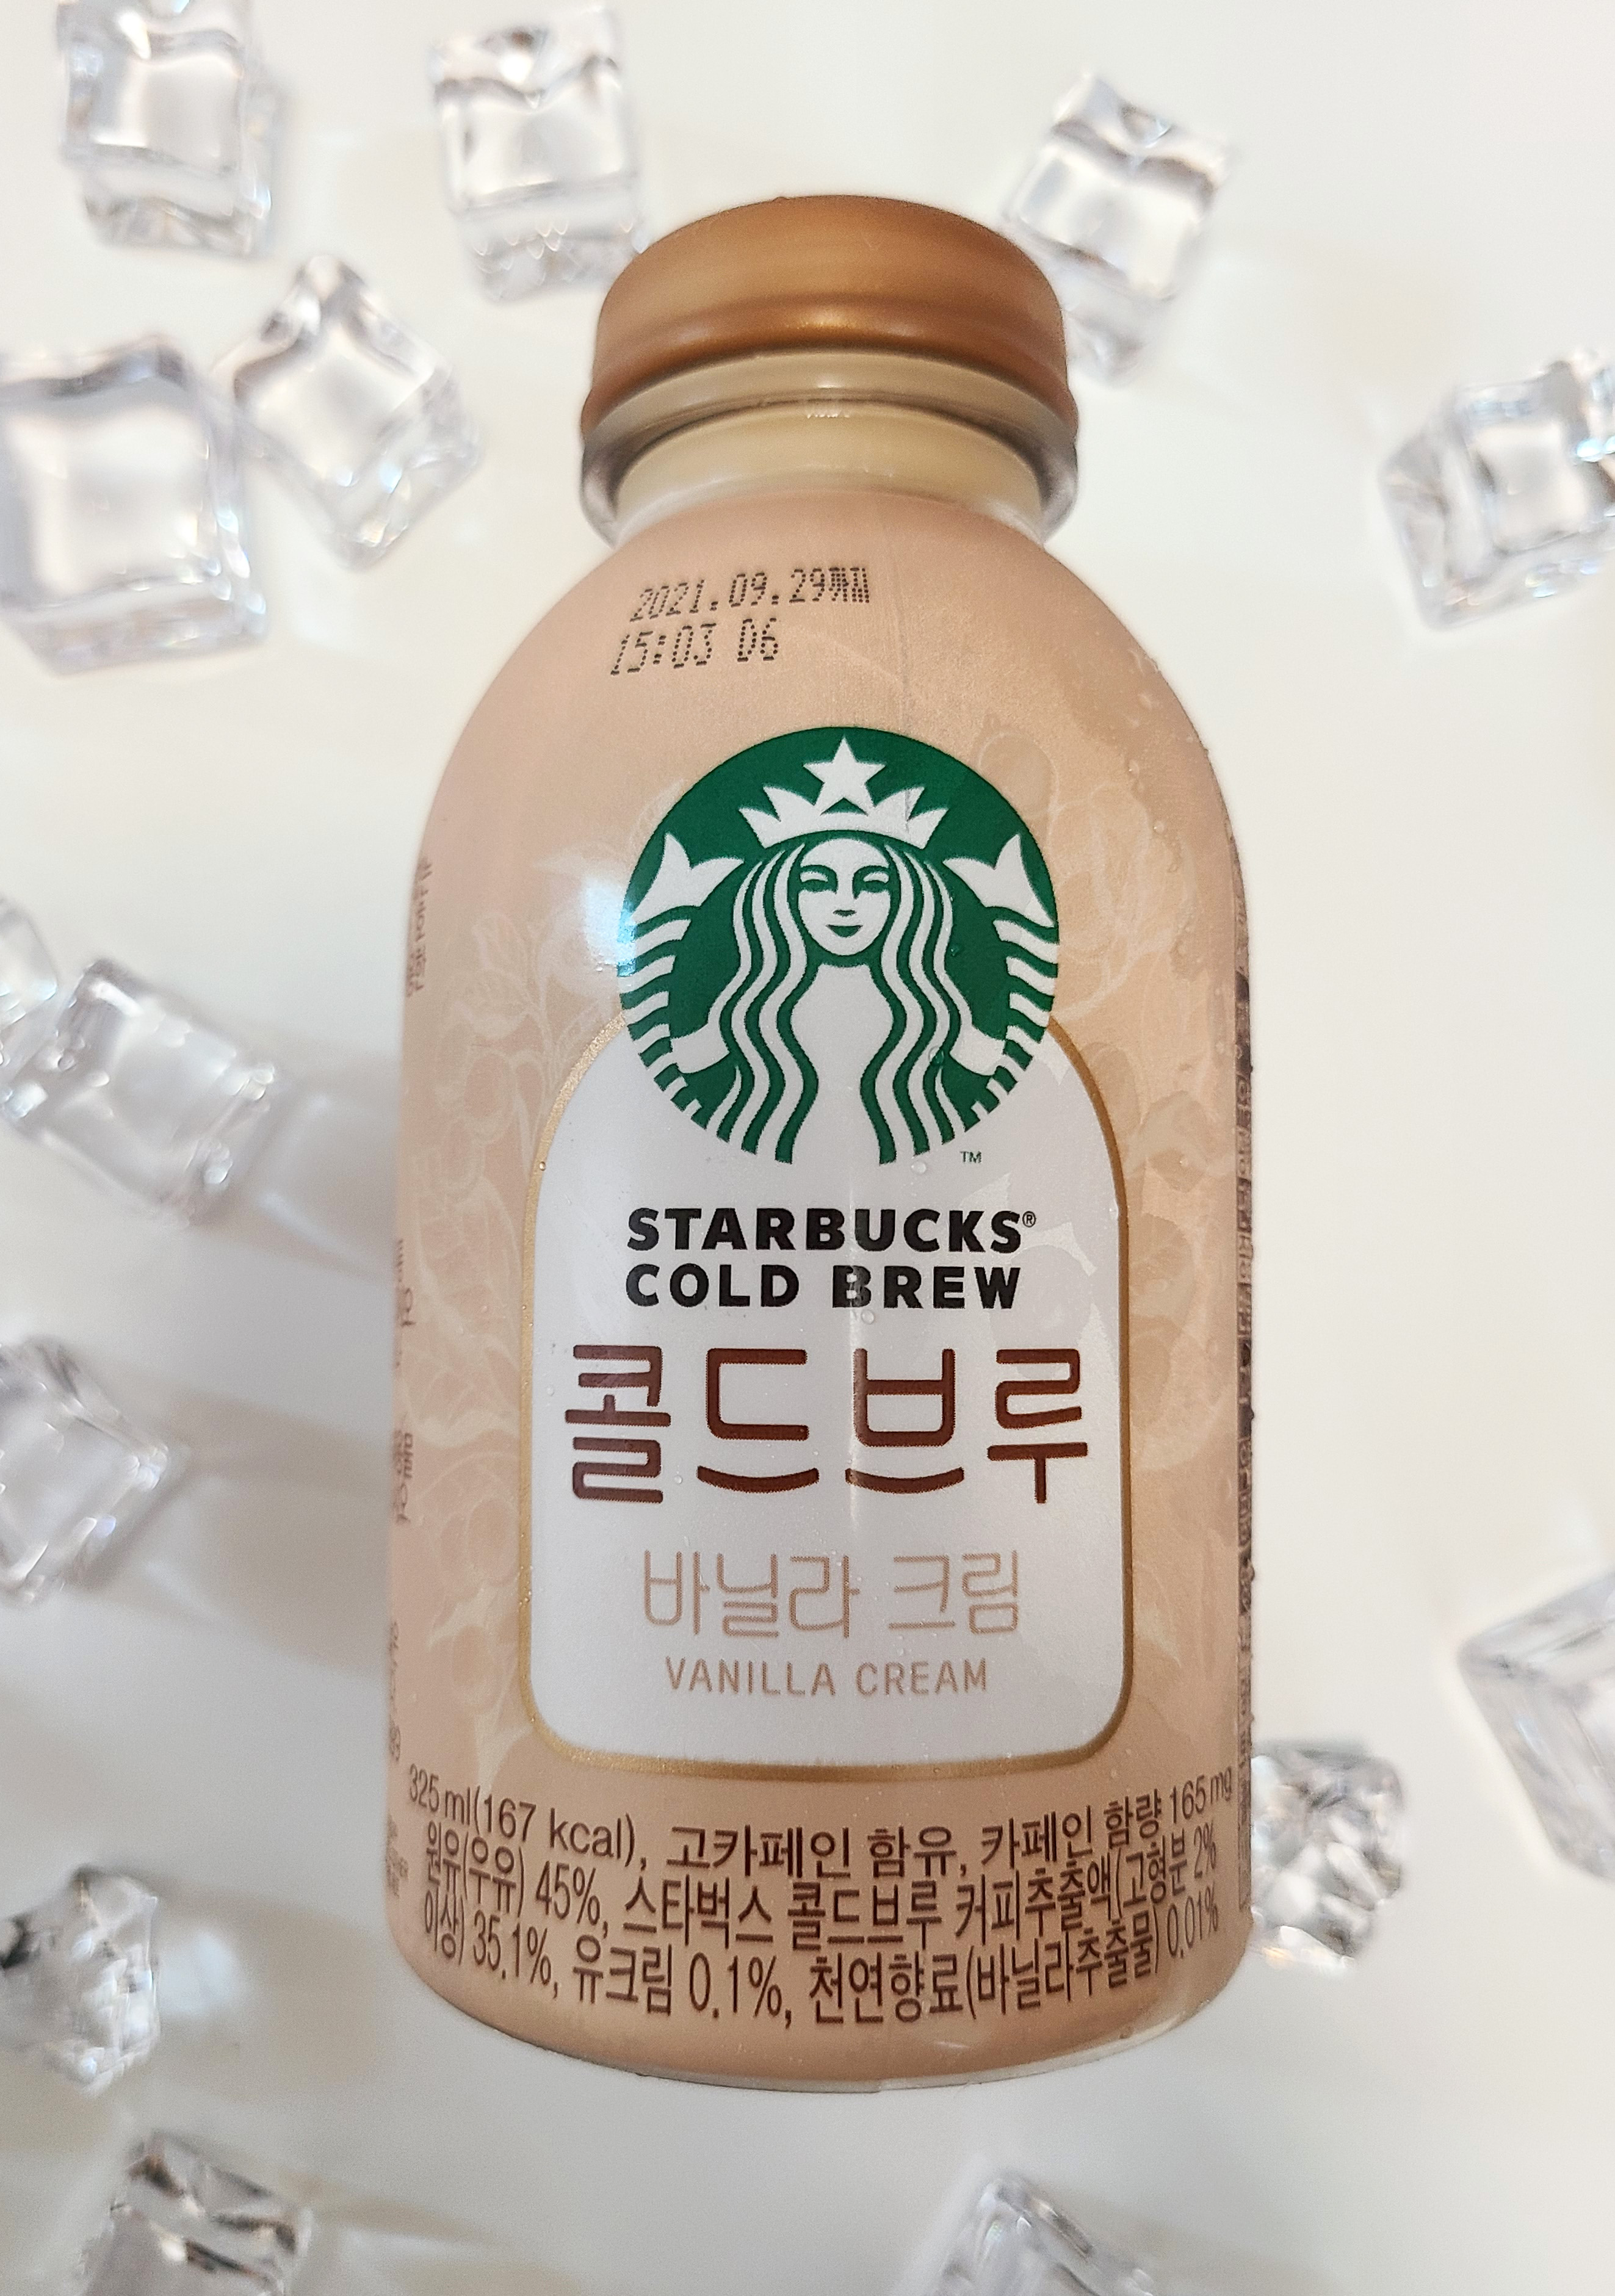 2021.09.29까지
15:03 06
TM
STARBUCKS®
COLD BREW
콜드브루
바닐라 크림
VANILLA CREAM
325 ml(167 kcal), 고카페인 함유, 카페인 함량 165 mg
원유(우유) 45%, 스타벅스 콜드브루 커피추출액(고형분 2%
이상) 35.1%, 유크림 0.1%, 천연향료(바닐라추출물) 0.01%